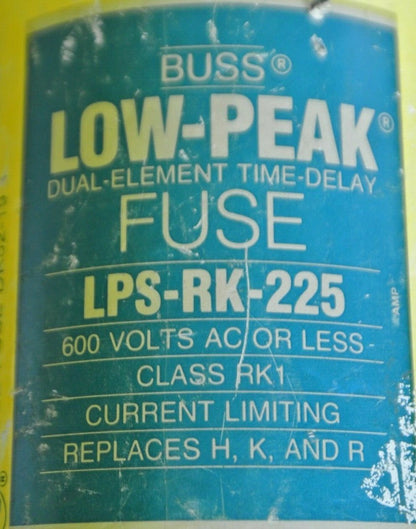 BUSS®
LOW-PEAK®
DUAL-ELEMENT TIME-DELAY
FUSE
LPS-RK-225
AMP
600 VOLTS AC OR LESS
CLASS RK1
CURRENT LIMITING
REPLACES H, K, AND R